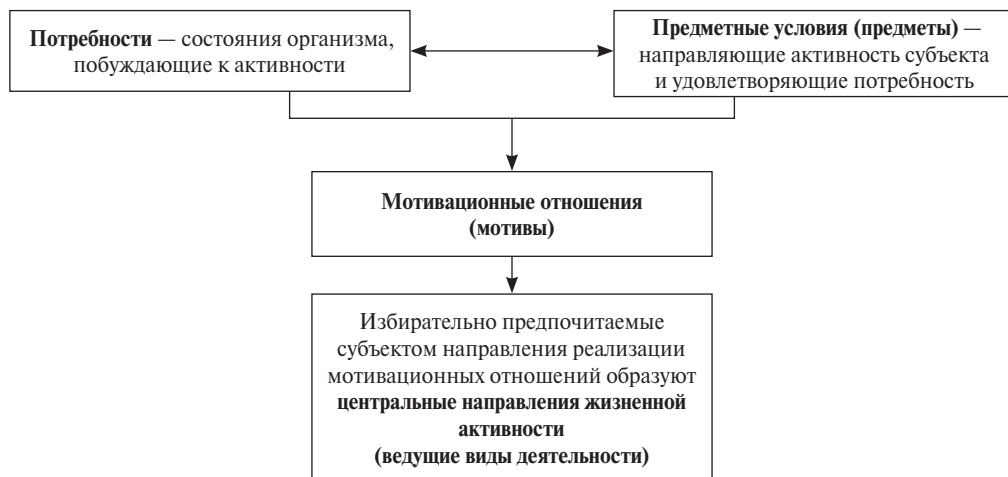 Потребности — состояния организма,
побуждающие к активности
Предметные условия (предметы) —
направляющие активность субъекта
и удовлетворяющие потребность
Мотивационные отношения
(мотивы)
Избирательно предпочитаемые
субъектом направления реализации
мотивационных отношений образуют
центральные направления жизненной
активности
(ведущие виды деятельности)